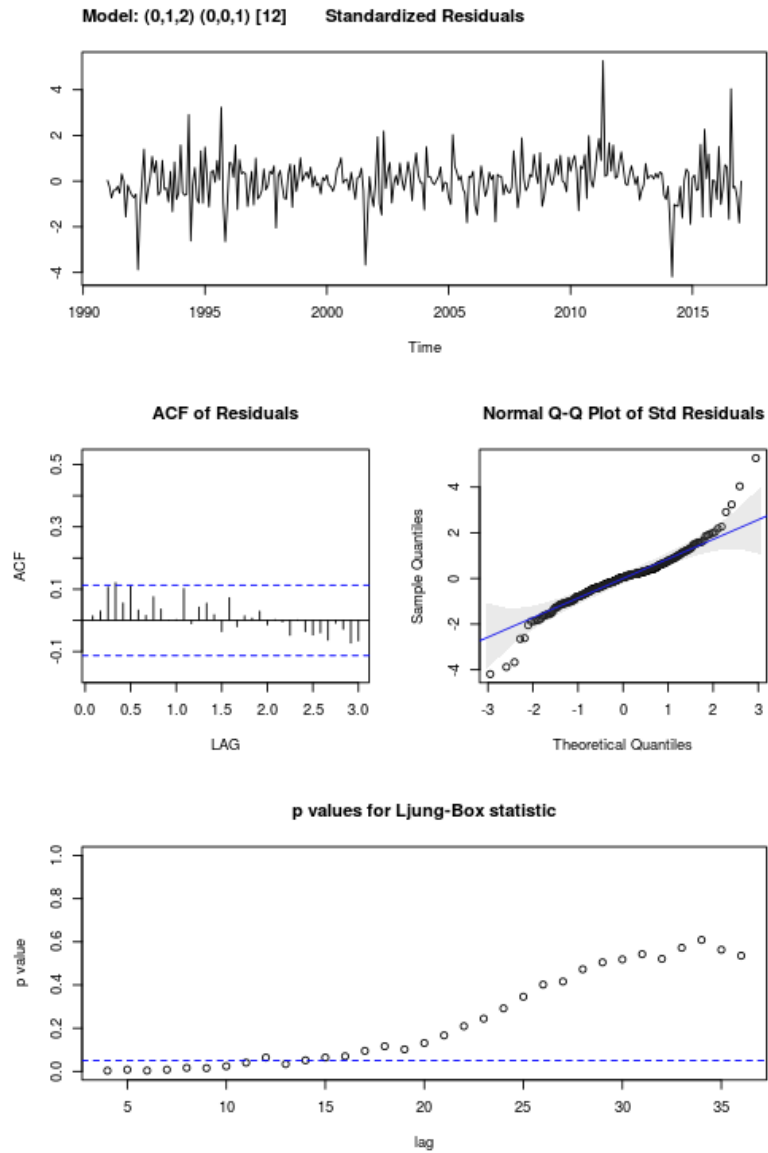 Model: (0,1,2) (0,0,1) [12] Standardized Residuals
4
2
0
-2
-4
1990 1995 2000 2005 2010 2015
Time
ACF of Residuals
ACF
0.5
0.3
0.1
-0.1
0.0 0.5 1.0 1.5 2.0 2.5 3.0
LAG
Normal Q-Q Plot of Std Residuals
Sample Quantiles
4
2
0
-2
-4
-3 -2 -1 0 1 2 3
Theoretical Quantiles
p values for Ljung-Box statistic
p value
1.0
0.8
0.6
0.4
0.2
0.0
5 10 15 20 25 30 35
lag